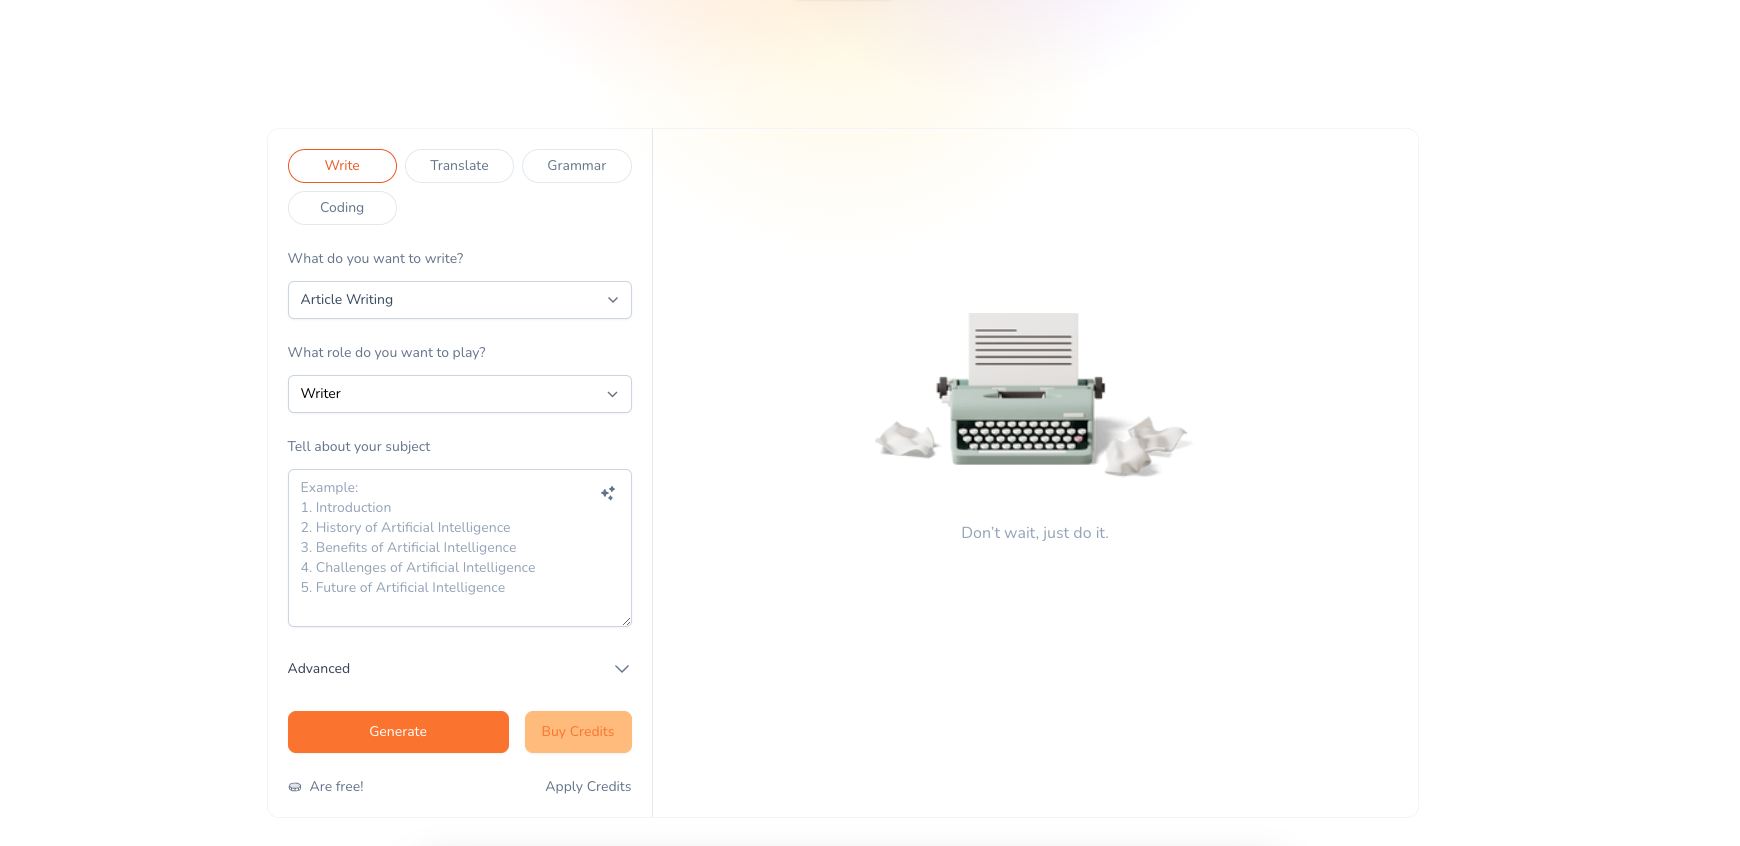 Write
Translate
Grammar
Coding
What do you want to write?
Article Writing
What role do you want to play?
Writer
Tell about your subject
Example:
1. Introduction
2. History of Artificial Intelligence
3. Benefits of Artificial Intelligence
4. Challenges of Artificial Intelligence
5. Future of Artificial Intelligence
Advanced
Generate
Buy Credits
Are free!
Apply Credits
Don't wait, just do it.